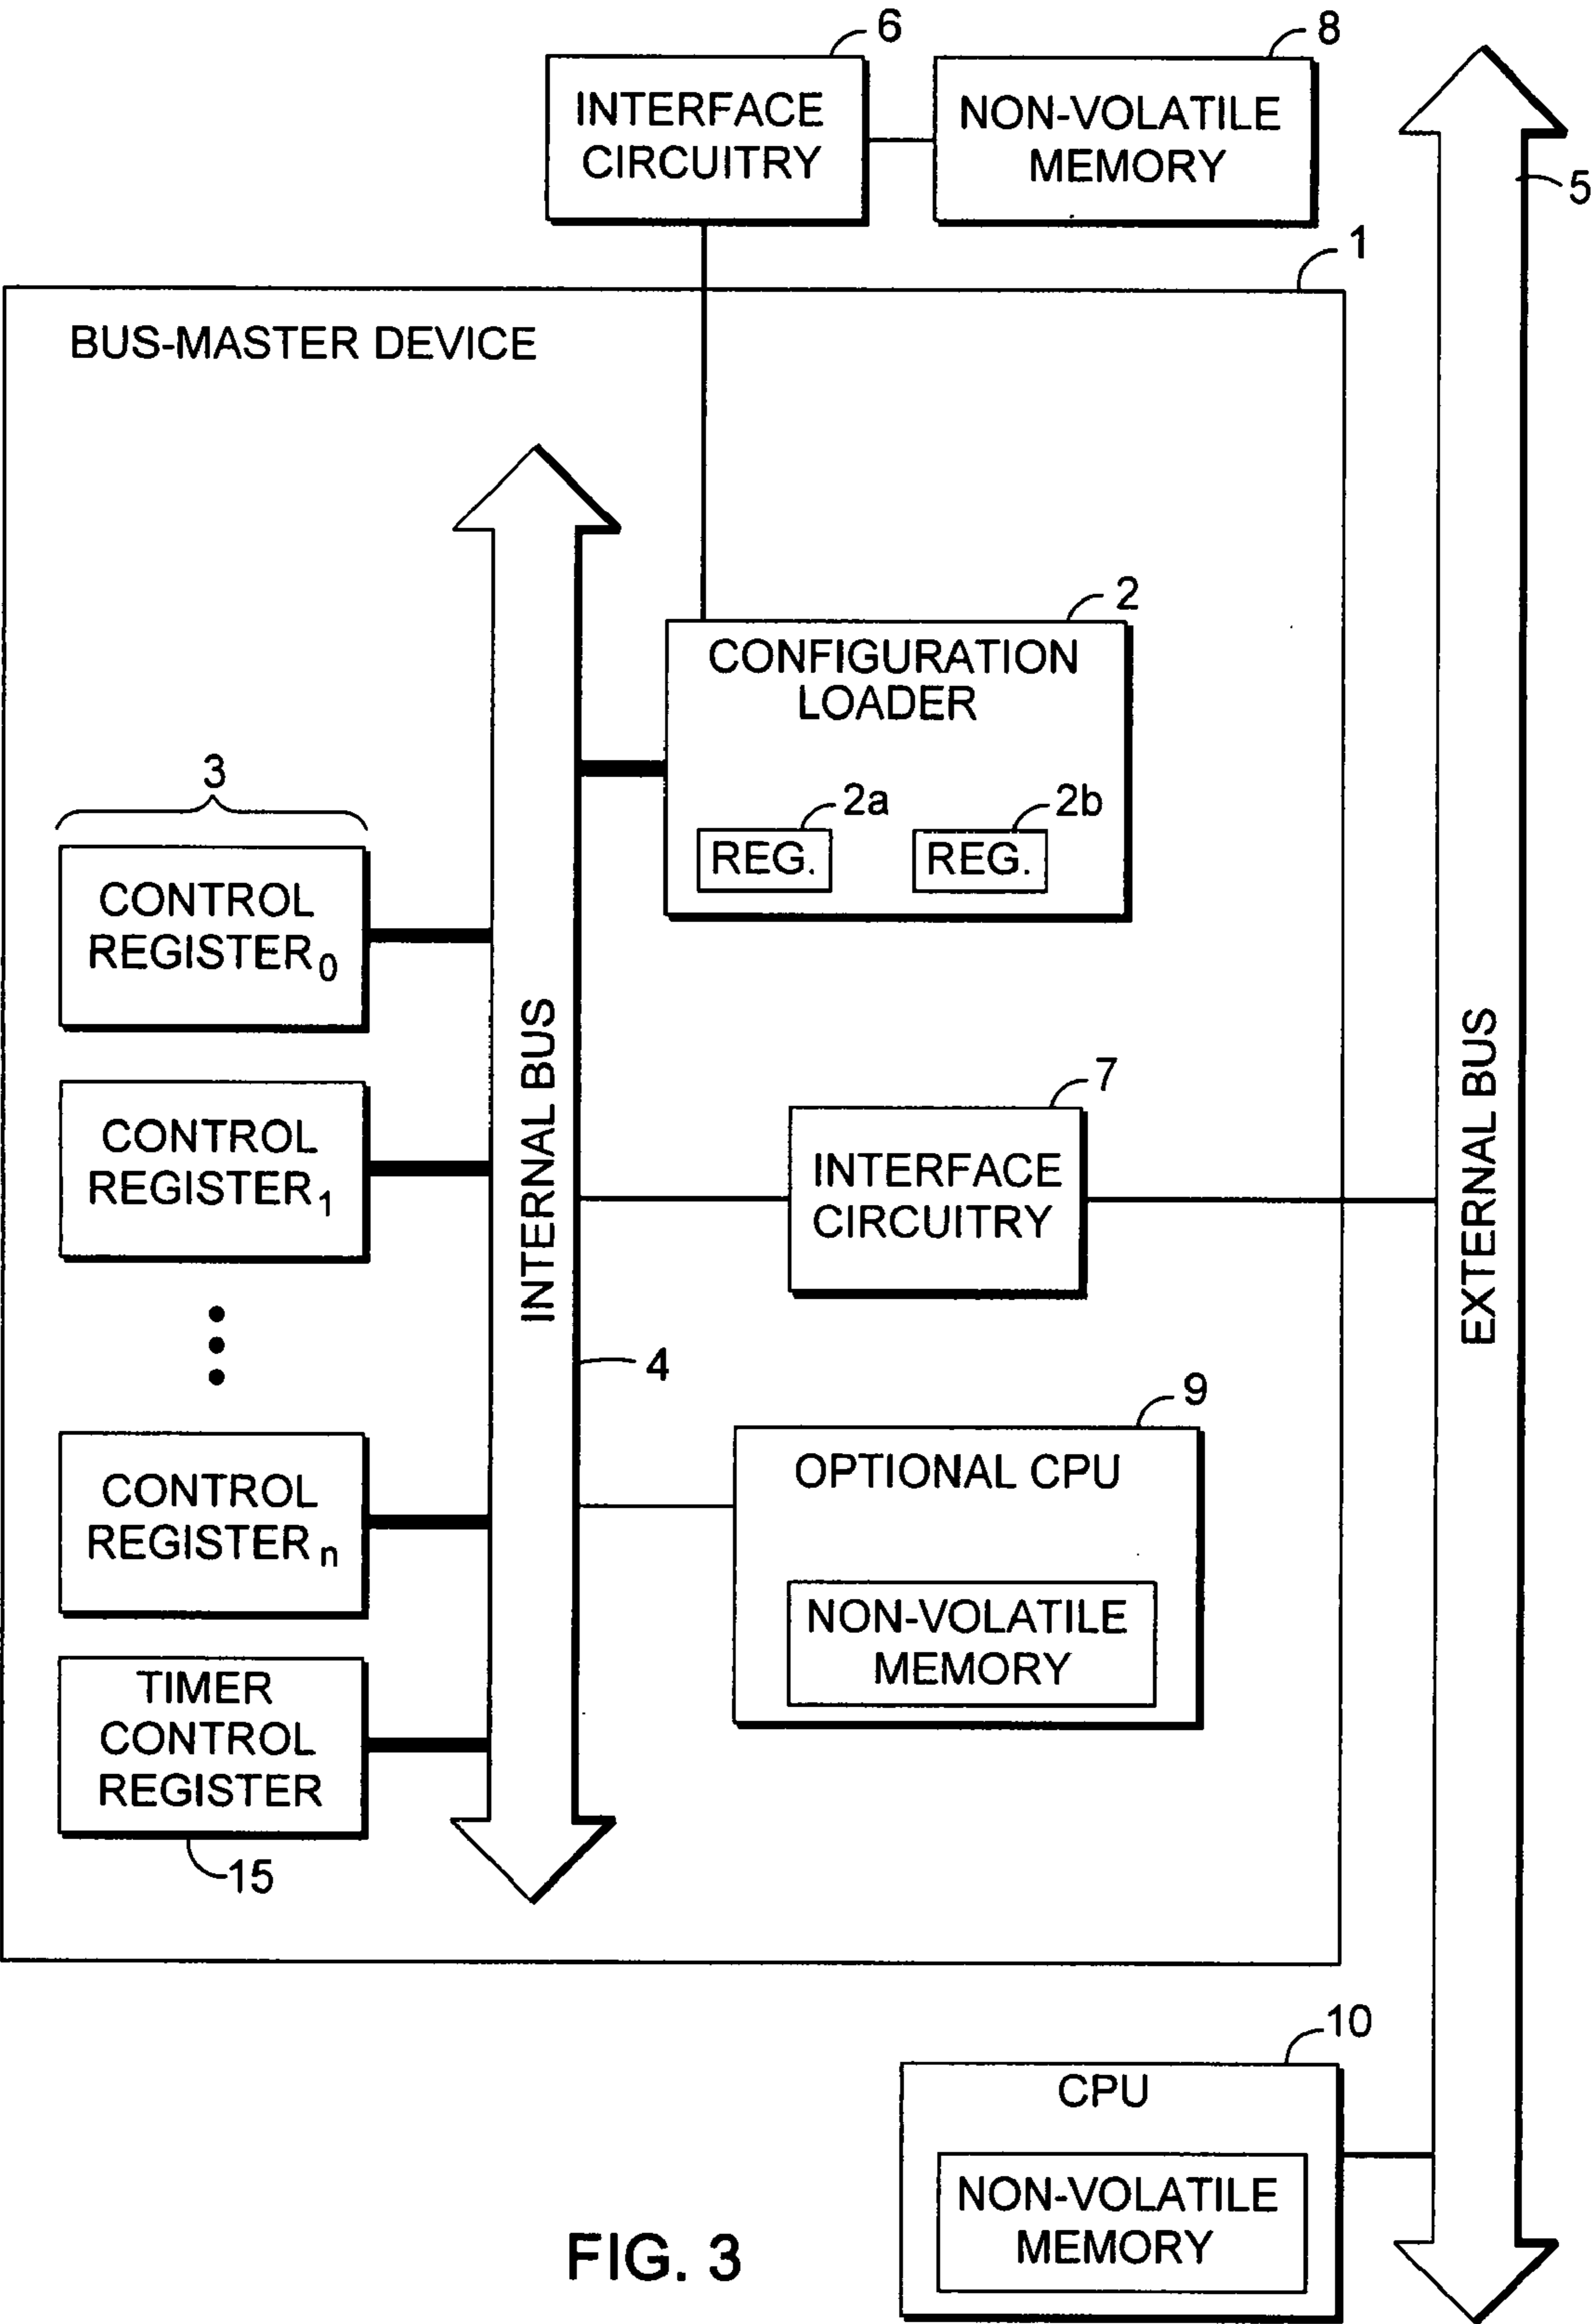 6
8
INTERFACE
CIRCUITRY
NON-VOLATILE
MEMORY
5
1
BUS-MASTER DEVICE
2
CONFIGURATION
LOADER
3
2a
2b
REG.
REG.
CONTROL
REGISTER0
INTERNAL BUS
EXTERNAL BUS
7
CONTROL
REGISTER1
INTERFACE
CIRCUITRY
4
9
OPTIONAL CPU
CONTROL
REGISTERn
NON-VOLATILE
MEMORY
TIMER
CONTROL
REGISTER
15
10
CPU
NON-VOLATILE
MEMORY
FIG. 3